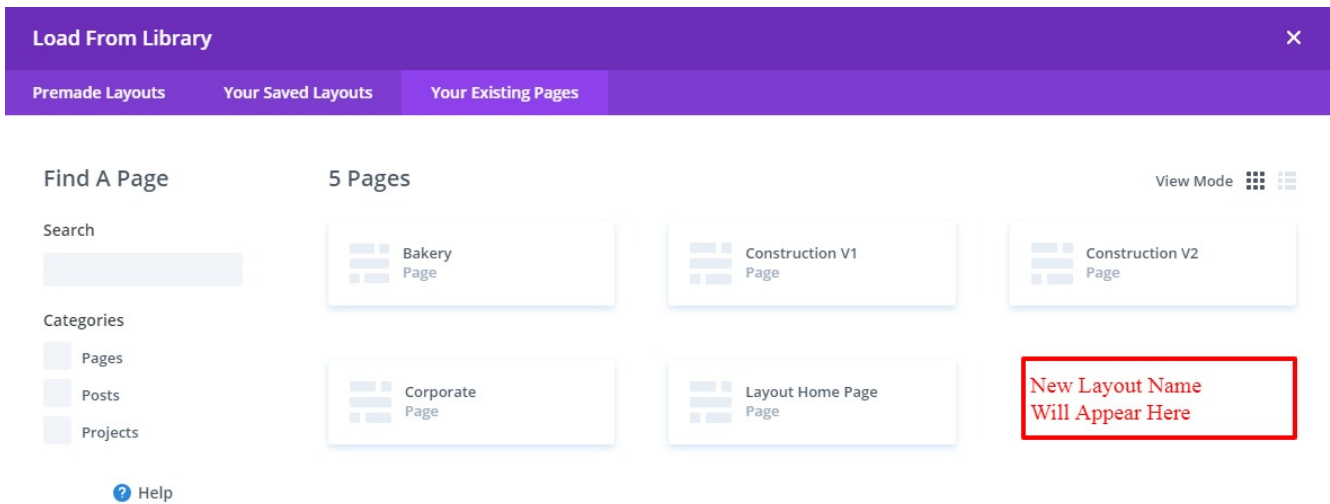 Load From Library
Premade Layouts Your Saved Layouts Your Existing Pages
Find A Page
5 Pages
View Mode
Search
Bakery
Page
Construction V1
Page
Construction V2
Page
Categories
Pages
Posts
Projects
Corporate
Page
Layout Home Page
Page
New Layout Name
Will Appear Here
? Help